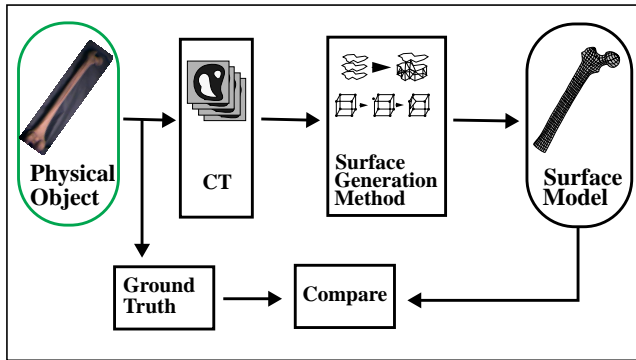 Physical
Object
CT
Surface
Generation
Method
Surface
Model
Ground
Truth
Compare